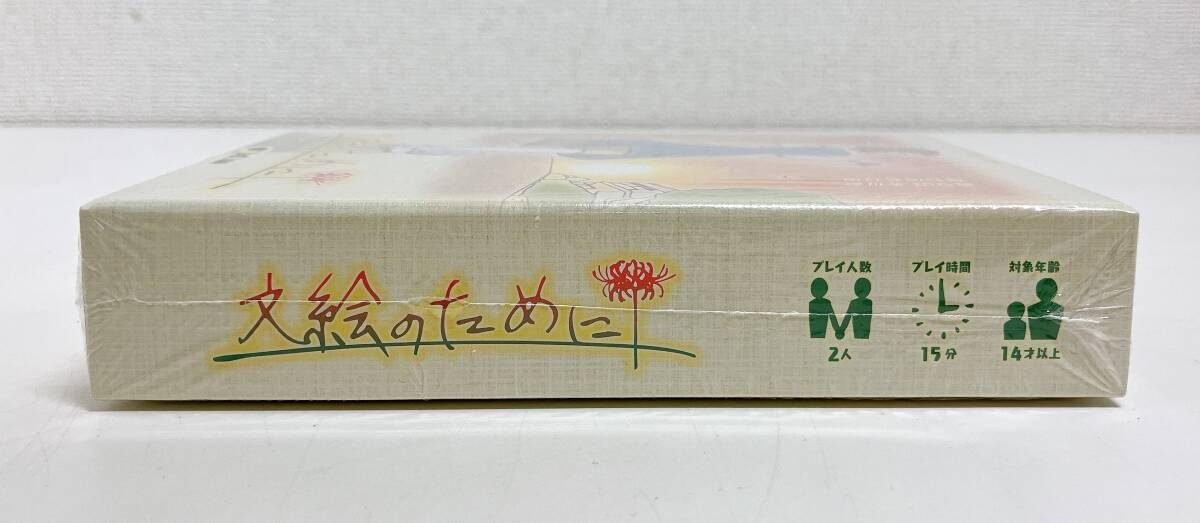 文絵のために
プレイ人数
2人
プレイ時間
15分
対象年齢
14才以上